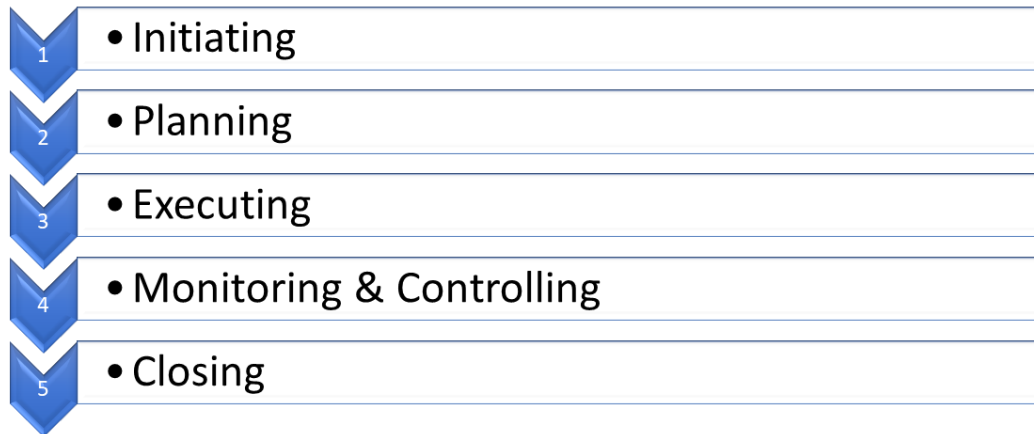 1 • Initiating
2 • Planning
3 • Executing
4 • Monitoring & Controlling
5 • Closing